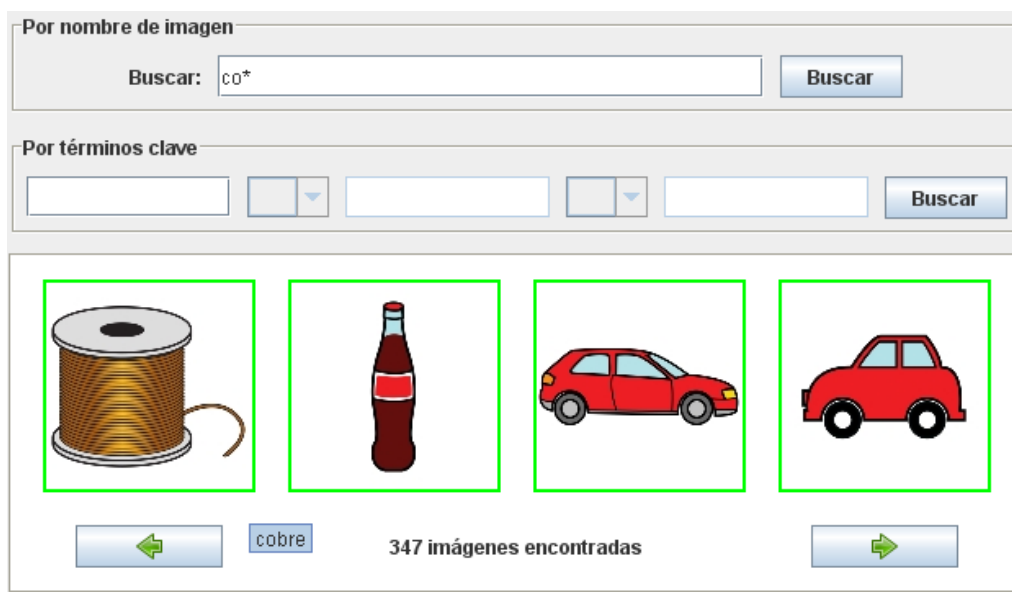 Por nombre de imagen
Buscar: co* Buscar
Por términos clave
Buscar
cobre 347 imágenes encontradas